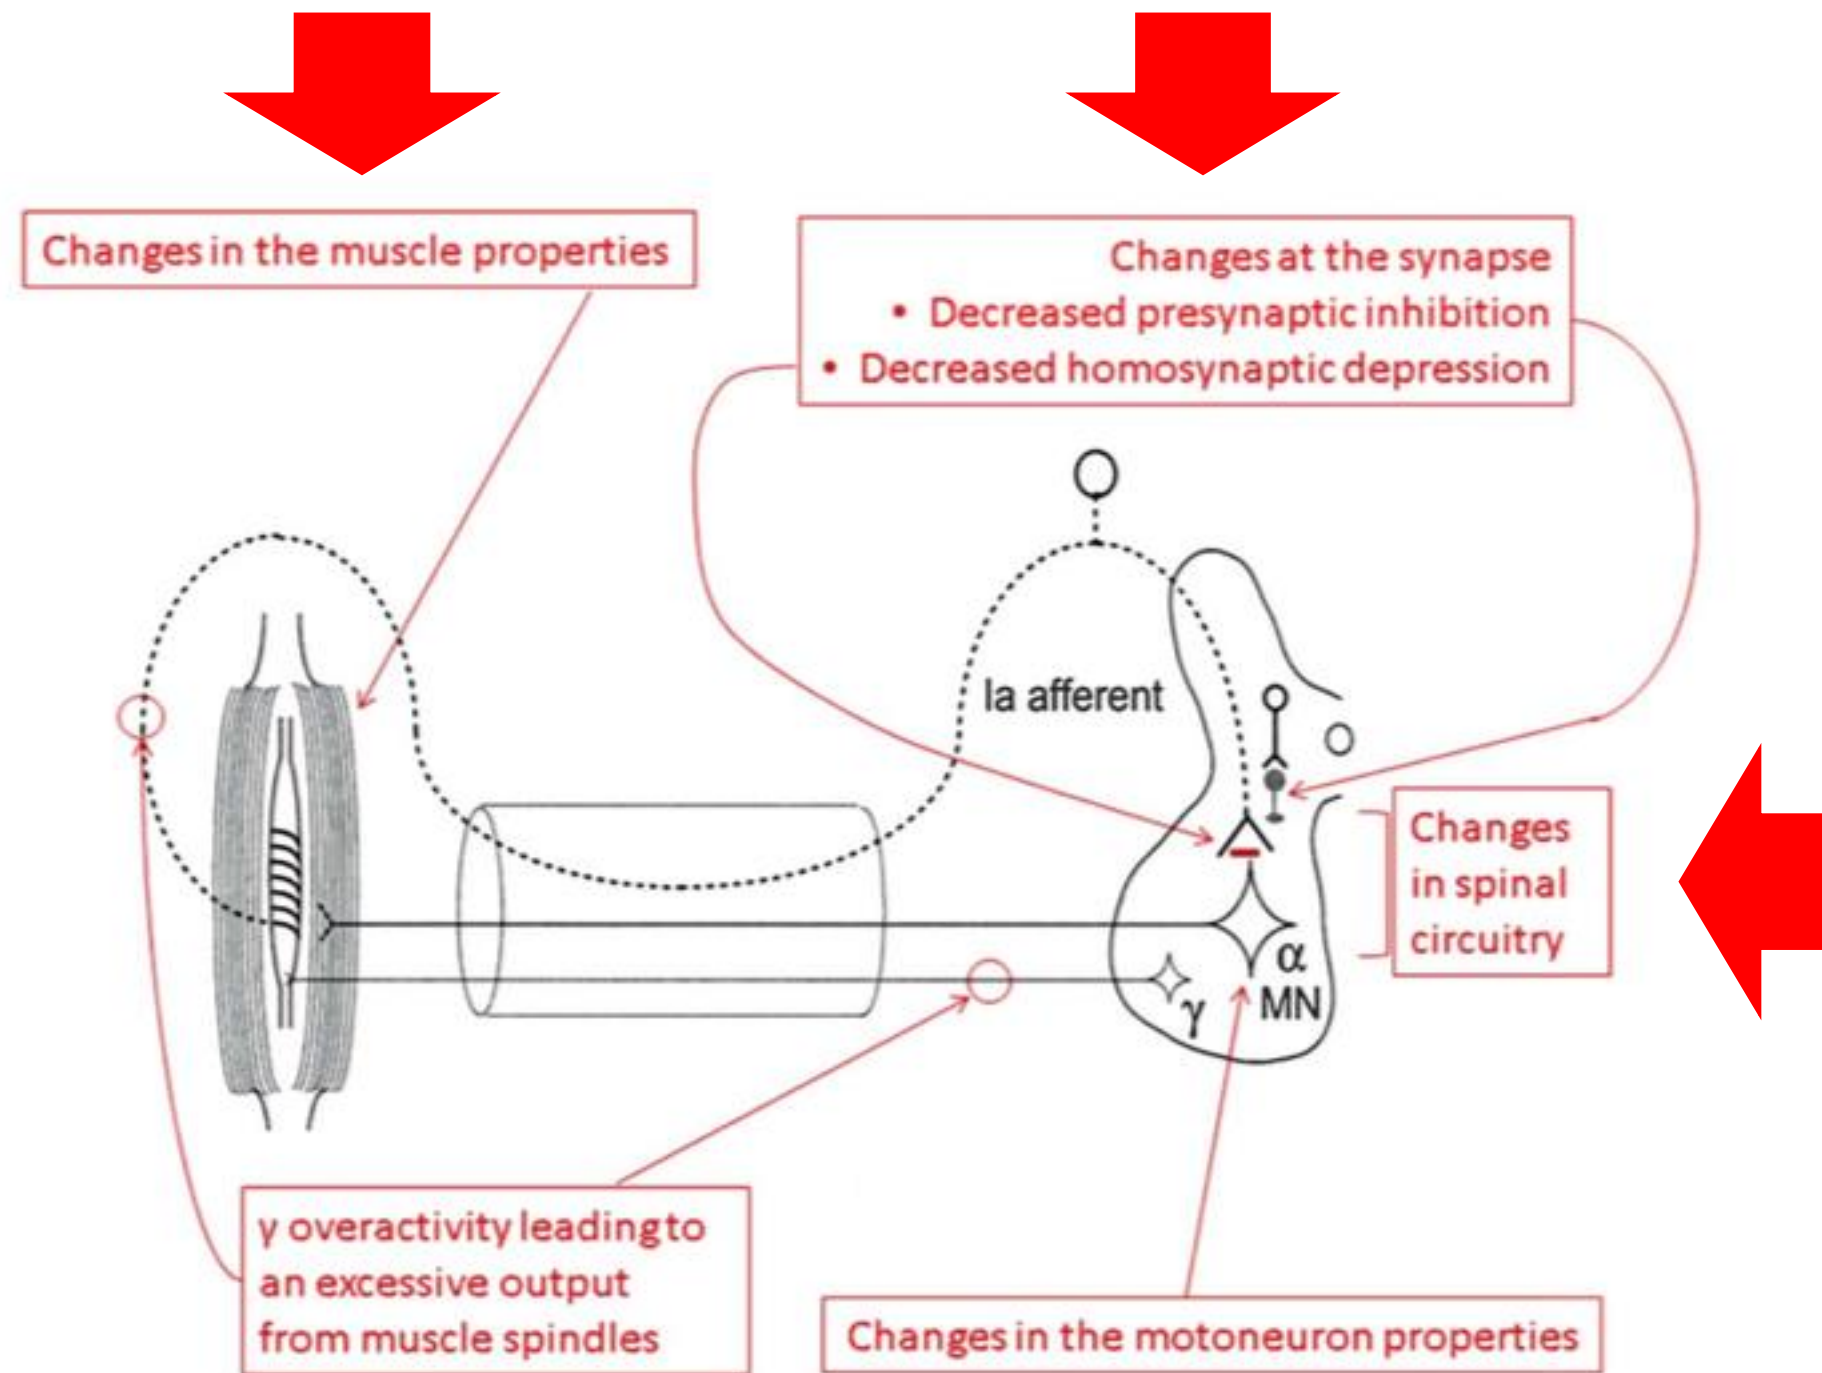 Changes in the muscle properties
Changes at the synapse
• Decreased presynaptic inhibition
• Decreased homosynaptic depression
Ia afferent
Changes
in spinal
circuitry
α
MN
γ
γ overactivity leading to
an excessive output
from muscle spindles
Changes in the motoneuron properties